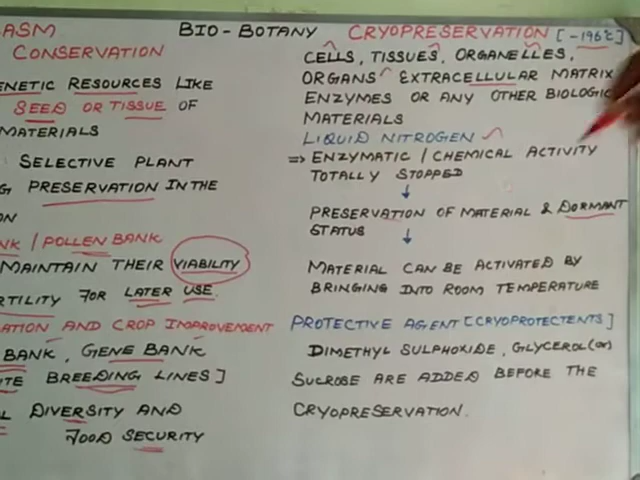 ASM BIO-BOTANY
CONSERVATION
ENETIC RESOURCES LIKE
SEED OR TISSUE OF
MATERIALS
SELECTIVE PLANT
G PRESERVATION IN THE
ON
NK / POLLEN BANK
MAINTAIN THEIR VIABILITY
RTILITY FOR LATER USE.
ATION AND CROP IMPROVEMENT
BANK, GENE BANK
ITE BREEDING LINES]
L DIVERSITY AND
FOOD SECURITY
CRYOPRESERVATION [-196°C]
CELLS, TISSUES, ORGANELLES,
ORGANS EXTRACELLULAR MATRIX
ENZYMES OR ANY OTHER BIOLOGIC
MATERIALS
LIQUID NITROGEN
⇒ ENZYMATIC / CHEMICAL ACTIVITY
TOTALLY STOPPED
↓
PRESERVATION OF MATERIAL & DORMANT
STATUS ↓
MATERIAL CAN BE ACTIVATED BY
BRINGING INTO ROOM TEMPERATURE
PROTECTIVE AGENT [CRYOPROTECTENTS]
DIMETHYL SULPHOXIDE, GLYCEROL (or)
SUCROSE ARE ADDED BEFORE THE
CRYOPRESERVATION.